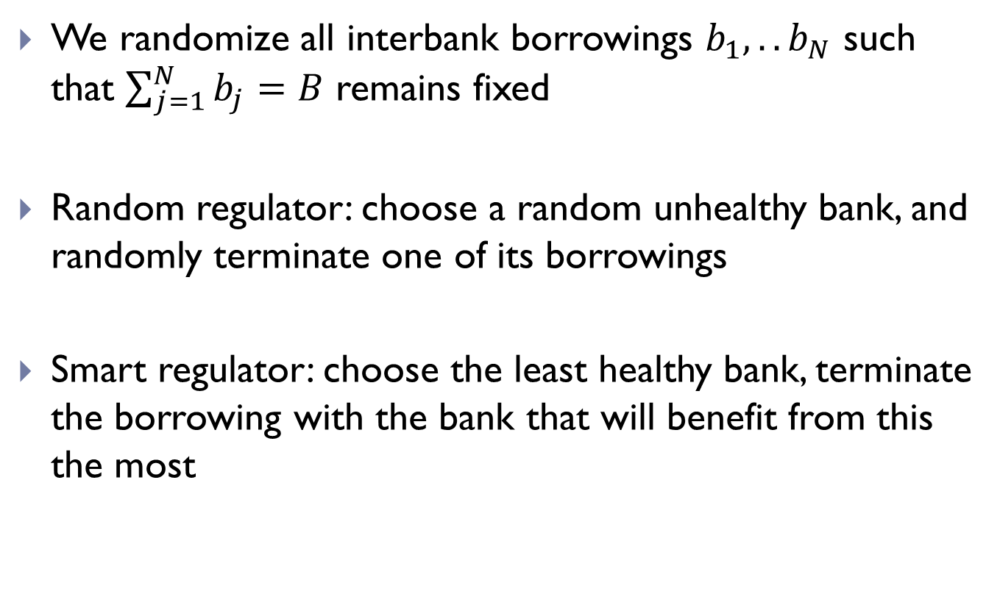 We randomize all interbank borrowings b₁,..b_N such
that ∑_{j=1}^{N} b_j = B remains fixed
Random regulator: choose a random unhealthy bank, and
randomly terminate one of its borrowings
Smart regulator: choose the least healthy bank, terminate
the borrowing with the bank that will benefit from this
the most